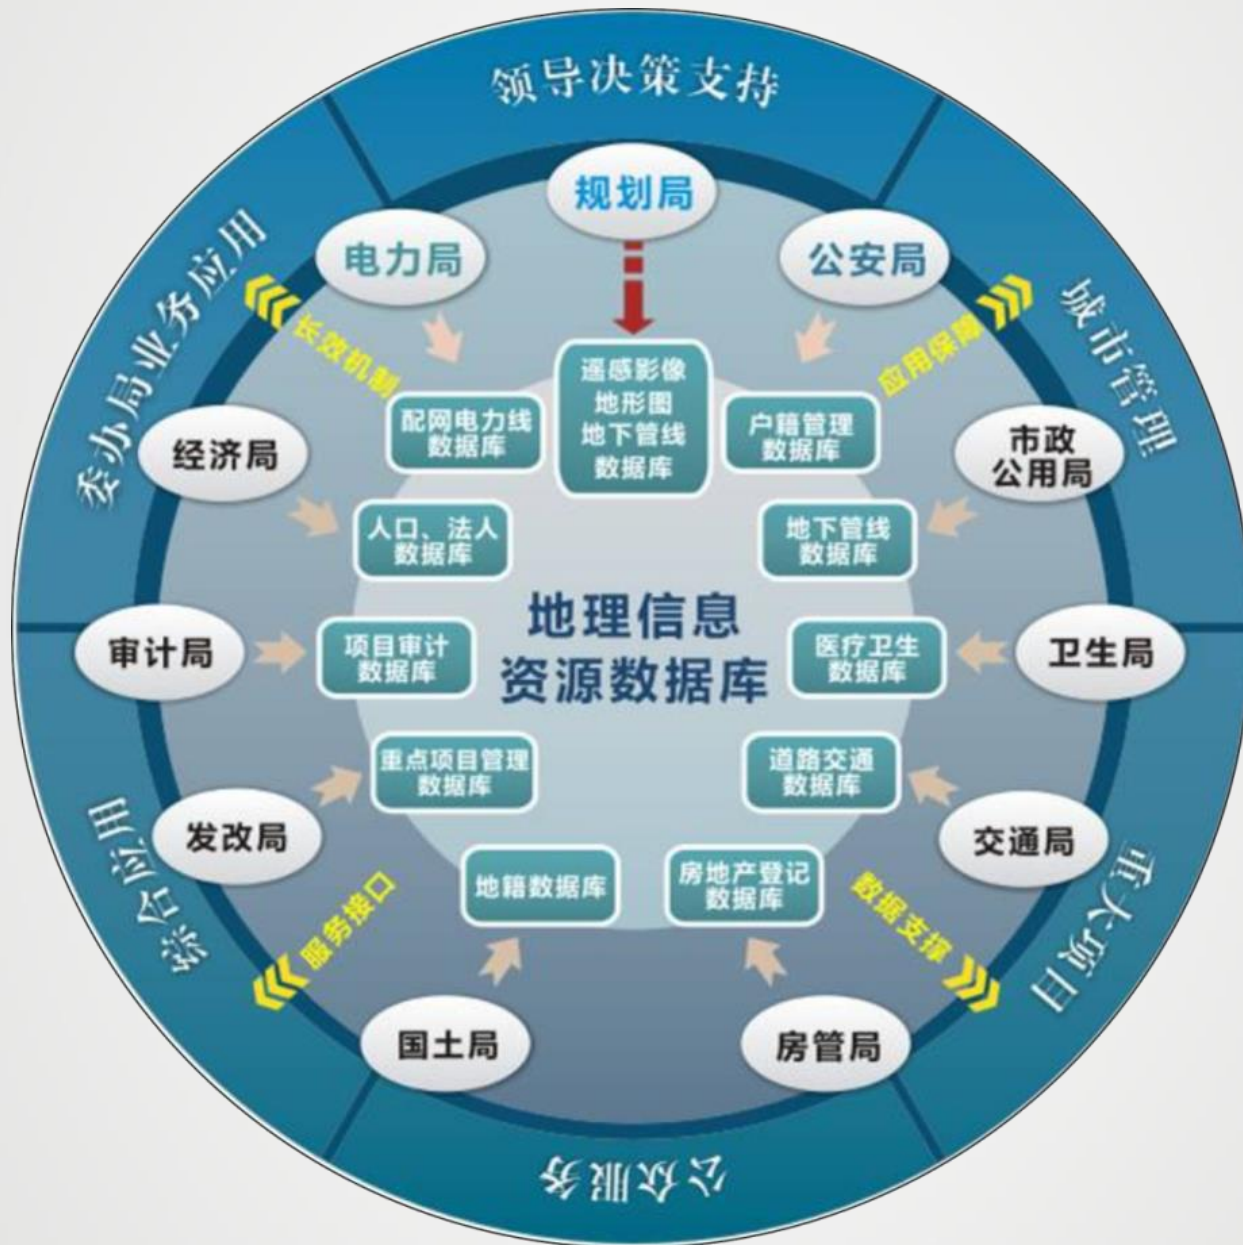 领导决策支持
规划局
电力局
公安局
委办局业务应用
城市管理
长效机制
应用保障
遥感影像
地形图
地下管线
数据库
配网电力线
数据库
户籍管理
数据库
经济局
市政
公用局
人口、法人
数据库
地下管线
数据库
地理信息
资源数据库
审计局
项目审计
数据库
医疗卫生
数据库
卫生局
重点项目管理
数据库
道路交通
数据库
发改局
交通局
综合应用
重大项目
地籍数据库
房地产登记
数据库
服务接口
数据支撑
国土局
房管局
公众服务